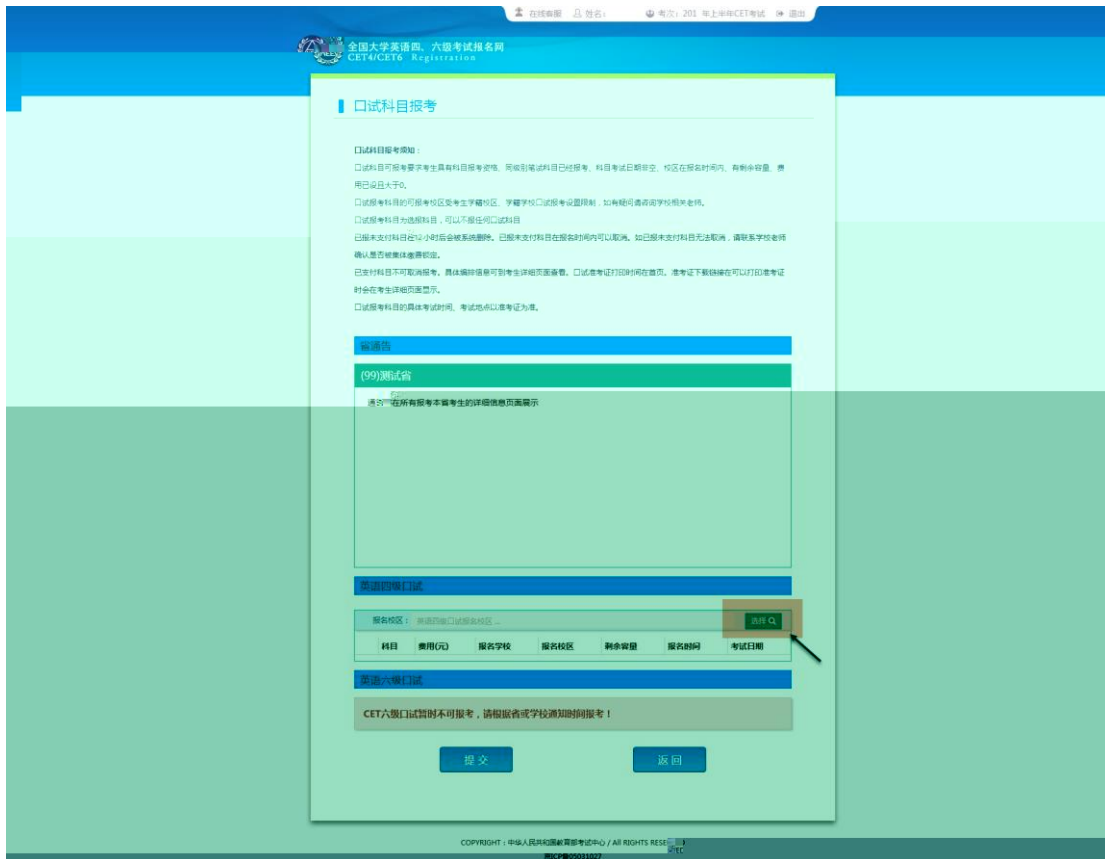 在线客服 姓名： 考次：201 年上半年CET考试 退出
全国大学英语四、六级考试报名网
CET4/CET6 Registration
口试科目报考
口试科目报考须知：
口试科目可报考要求考生具有科目报考资格、同级别笔试科目已经报考、科目考试日期非空、校区在报名时间内、有剩余容量、费
用已设且大于0。
口试报考科目的可报考校区受考生学籍校区、学籍学校口试报考设置限制，如有疑问请咨询学校相关老师。
口试报考科目为选报科目，可以不报任何口试科目
已报未支付科目在12小时后会被系统删除。已报未支付科目在报名时间内可以取消。如已报未支付科目无法取消，请联系学校老师
确认是否被集体缴费锁定。
已支付科目不可取消报考。具体编排信息可到考生详细页面查看。口试准考证打印时间在首页。准考证下载链接在可以打印准考证
时会在考生详细页面显示。
口试报考科目的具体考试时间、考试地点以准考证为准。
省通告
(99)测试省
在所有报考本省考生的详细信息页面展示
英语四级口试
报名校区： 英语四级口试报名校区 ... 选择
科目 费用(元) 报名学校 报名校区 剩余容量 报名时间 考试日期
英语六级口试
CET六级口试暂时不可报考，请根据省或学校通知时间报考！
提 交 返 回
COPYRIGHT：中华人民共和国教育部考试中心 / All RIGHTS RESE
京ICP备05031027